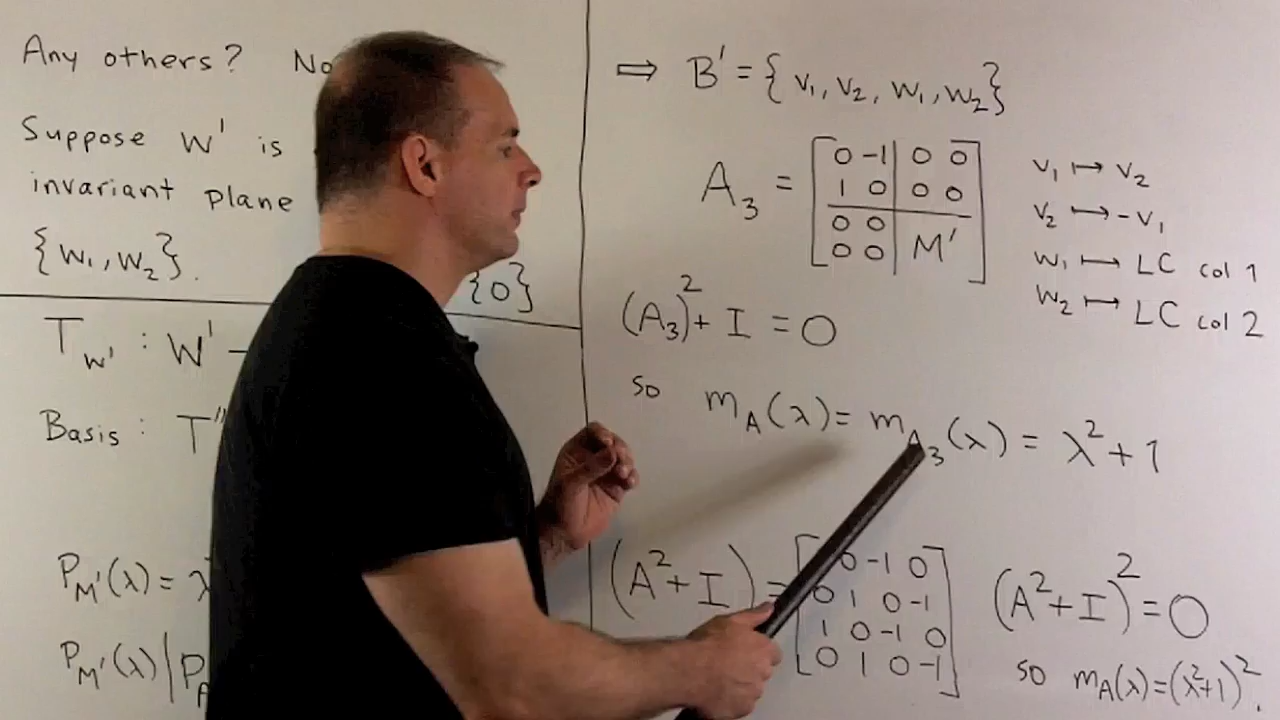 Any others? No
Suppose W' is
invariant plane
{w₁, w₂}.
{0}
T_W' : W' –
Basis : T''
P_M'(λ) = λ
P_M'(λ) | P_A
⇒ B' = {v₁, v₂, w₁, w₂}
A₃ =
0 -1 | 0 0
1 0 | 0 0
0 0 | M'
0 0 |
v₁ ↦ v₂
v₂ ↦ -v₁
w₁ ↦ LC col 1
w₂ ↦ LC col 2
(A₃)² + I = 0
so m_A(λ) = m_A₃(λ) = λ² + 1
(A² + I) =
0 -1 0
0 1 0 -1
1 0 -1 0
0 1 0 -1
(A² + I)² = 0
so m_A(λ) = (λ²+1)².